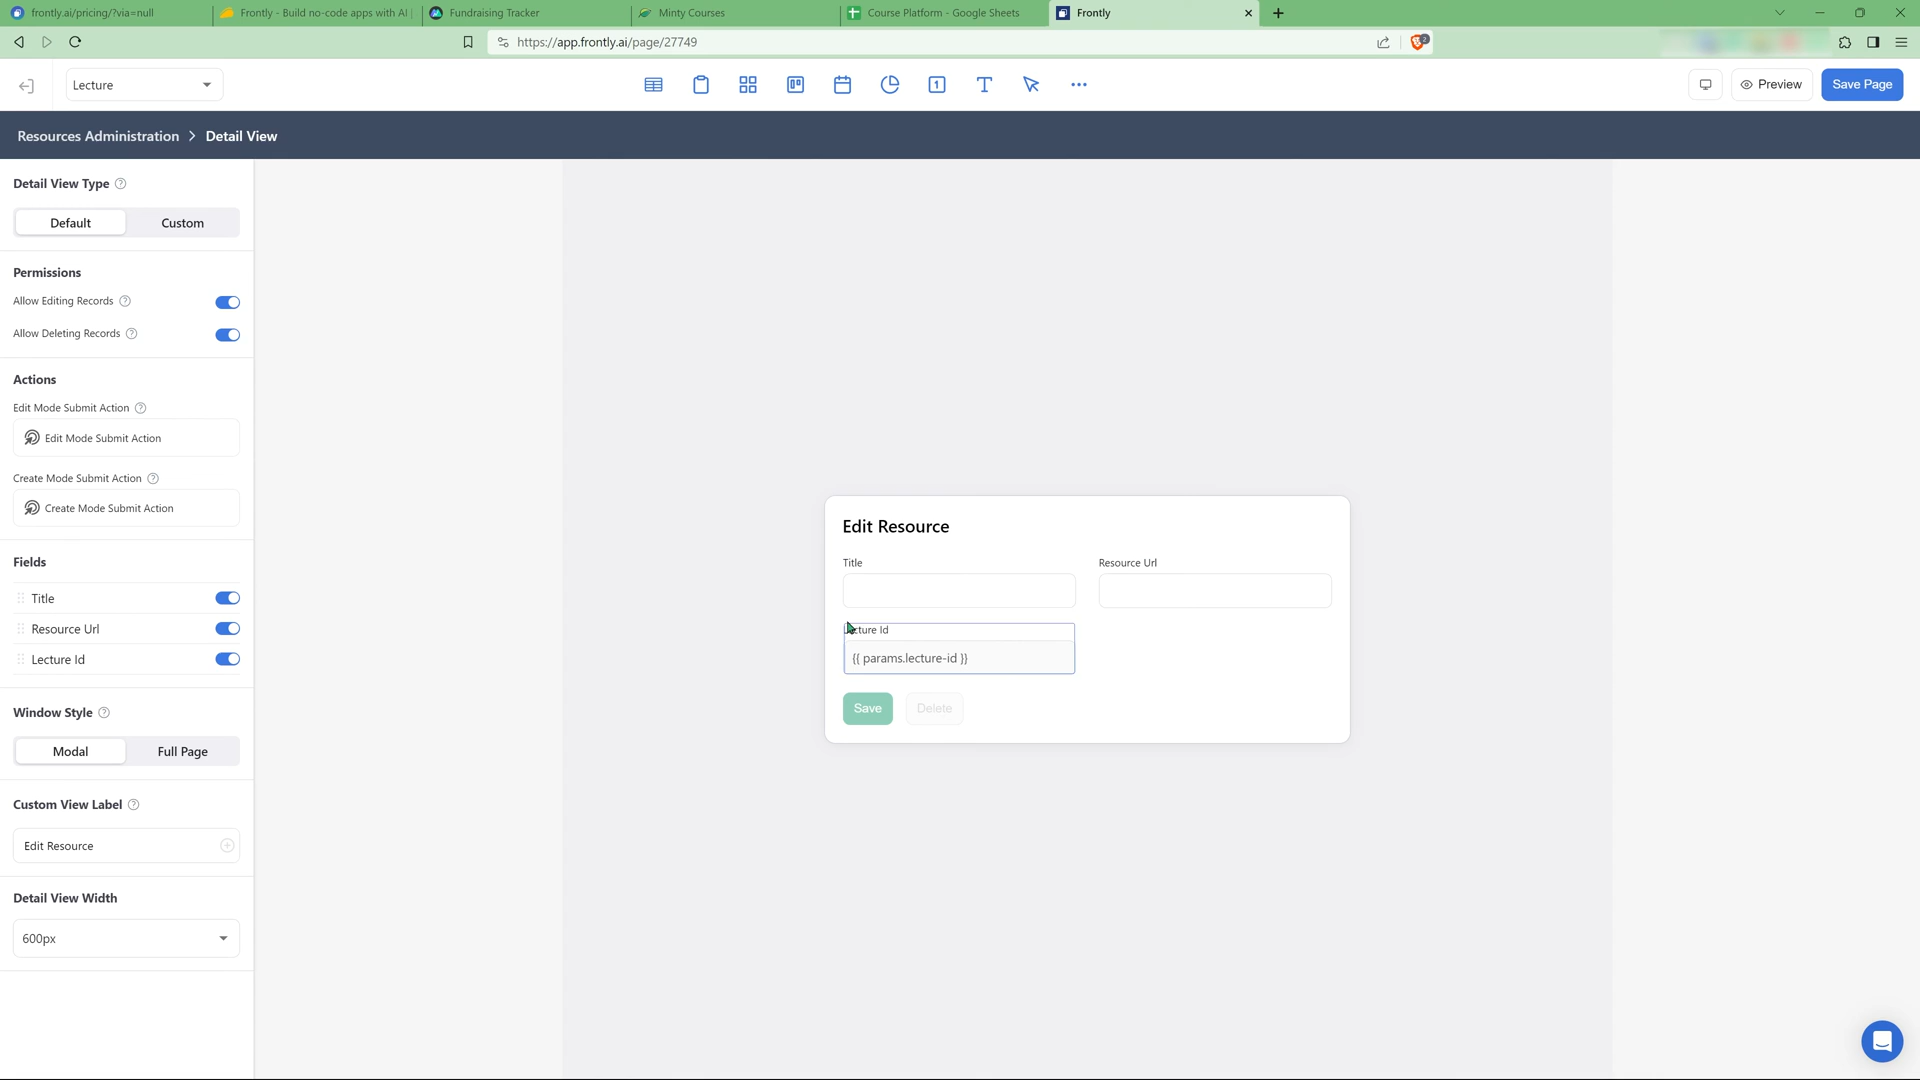 frontly.ai/pricing/?via=null
Frontly - Build no-code apps with AI
Fundraising Tracker
Minty Courses
Course Platform - Google Sheets
Frontly
https://app.frontly.ai/page/27749
2
Lecture
1
Preview
Save Page
Resources Administration > Detail View
Detail View Type
Default
Custom
Permissions
Allow Editing Records
Allow Deleting Records
Actions
Edit Mode Submit Action
Edit Mode Submit Action
Create Mode Submit Action
Create Mode Submit Action
Fields
Title
Resource Url
Lecture Id
Window Style
Modal
Full Page
Custom View Label
Edit Resource
Detail View Width
600px
Edit Resource
Title
Resource Url
Lecture Id
{{ params.lecture-id }}
Save
Delete